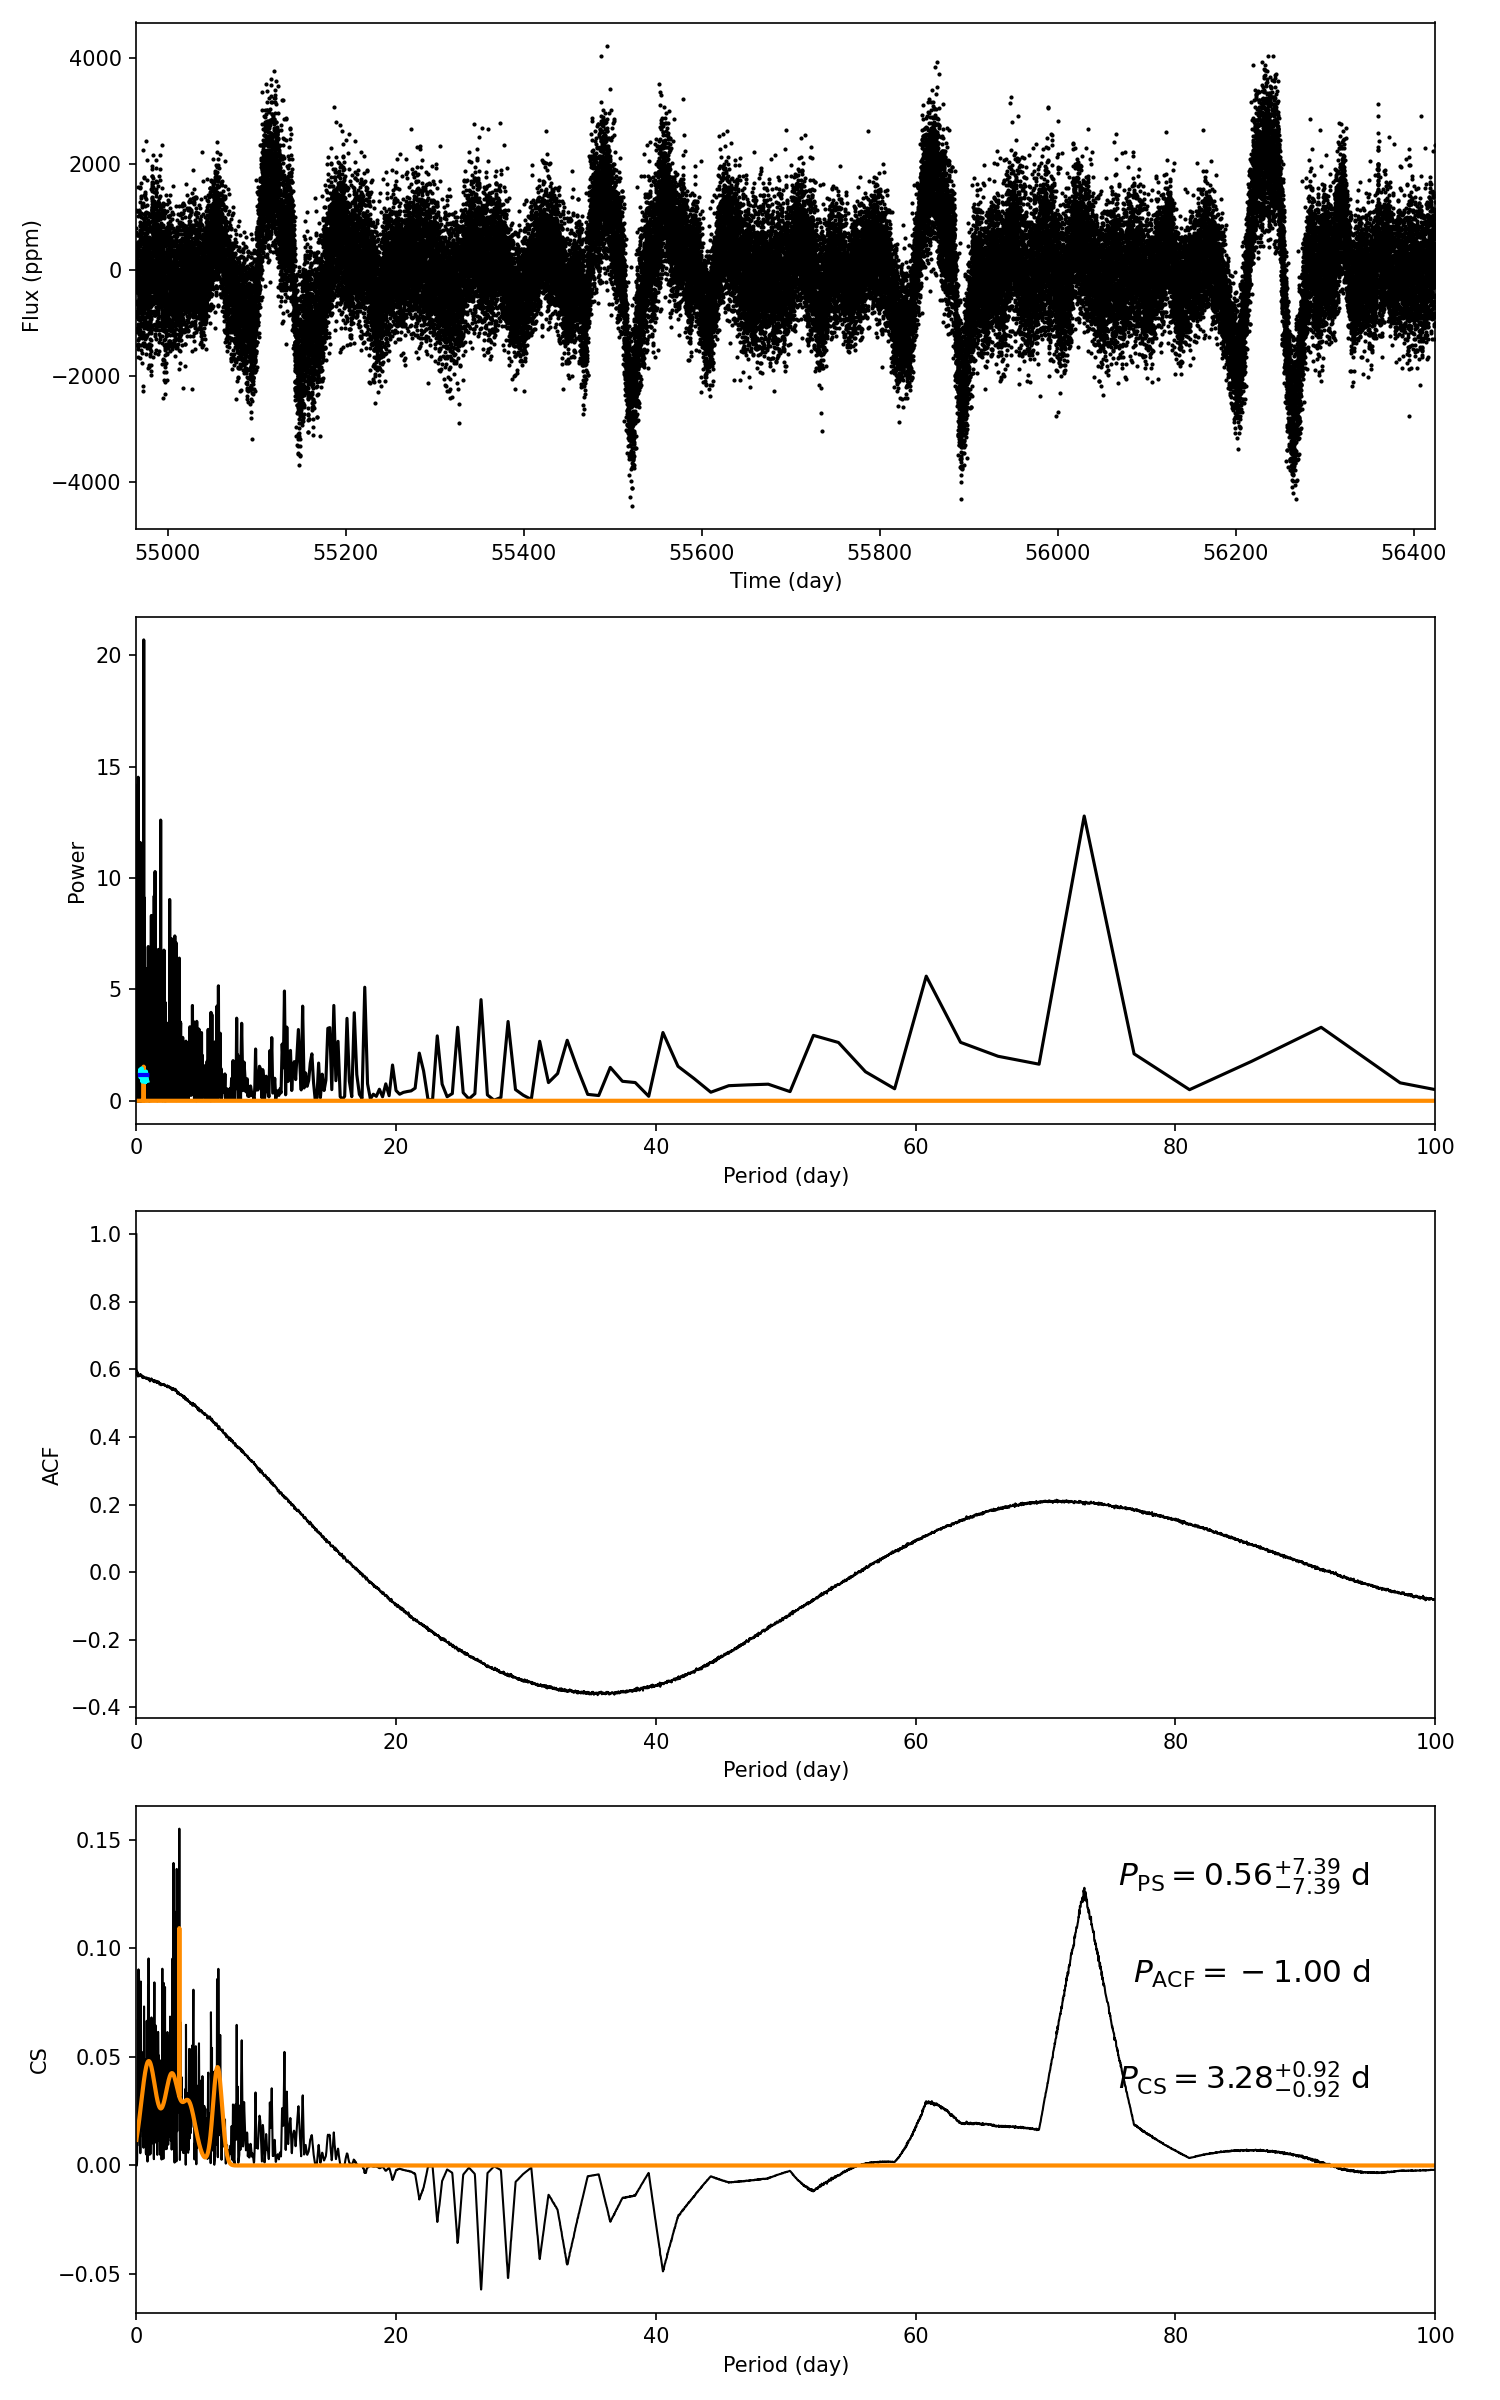 4000
2000
0
−2000
−4000
Flux (ppm)
55000 55200 55400 55600 55800 56000 56200 56400
Time (day)
20
15
10
5
0
Power
0 20 40 60 80 100
Period (day)
1.0
0.8
0.6
0.4
0.2
0.0
−0.2
−0.4
ACF
0 20 40 60 80 100
Period (day)
0.15
0.10
0.05
0.00
−0.05
CS
P_PS = 0.56 +7.39 −7.39 d
P_ACF = −1.00 d
P_CS = 3.28 +0.92 −0.92 d
0 20 40 60 80 100
Period (day)